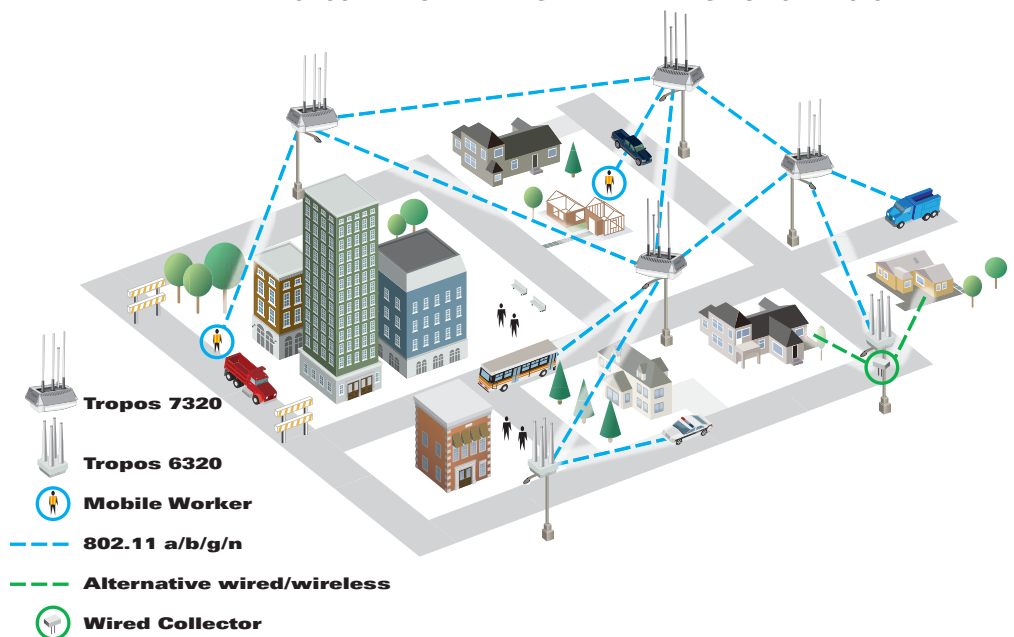 Tropos 7320
Tropos 6320
Mobile Worker
802.11 a/b/g/n
Alternative wired/wireless
Wired Collector